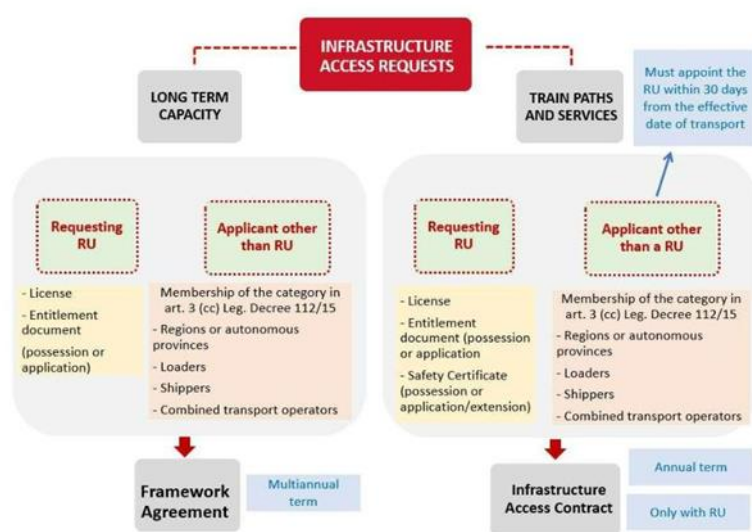 INFRASTRUCTURE
ACCESS REQUESTS
LONG TERM
CAPACITY
TRAIN PATHS
AND SERVICES
Must appoint the
RU within 30 days
from the effective
date of transport
Requesting
RU
Applicant other
than RU
- License
- Entitlement
document
(possession or
application)
Membership of the category in
art. 3 (cc) Leg. Decree 112/15
- Regions or autonomous
provinces
- Loaders
- Shippers
- Combined transport operators
Requesting
RU
Applicant other
than a RU
- License
- Entitlement
document (possession
or application
- Safety Certificate
(possession or
application/extension)
Membership of the category in
art. 3 (cc) Leg. Decree 112/15
- Regions or autonomous
provinces
- Loaders
- Shippers
- Combined transport operators
Framework
Agreement
Multiannual
term
Infrastructure
Access Contract
Annual term
Only with RU